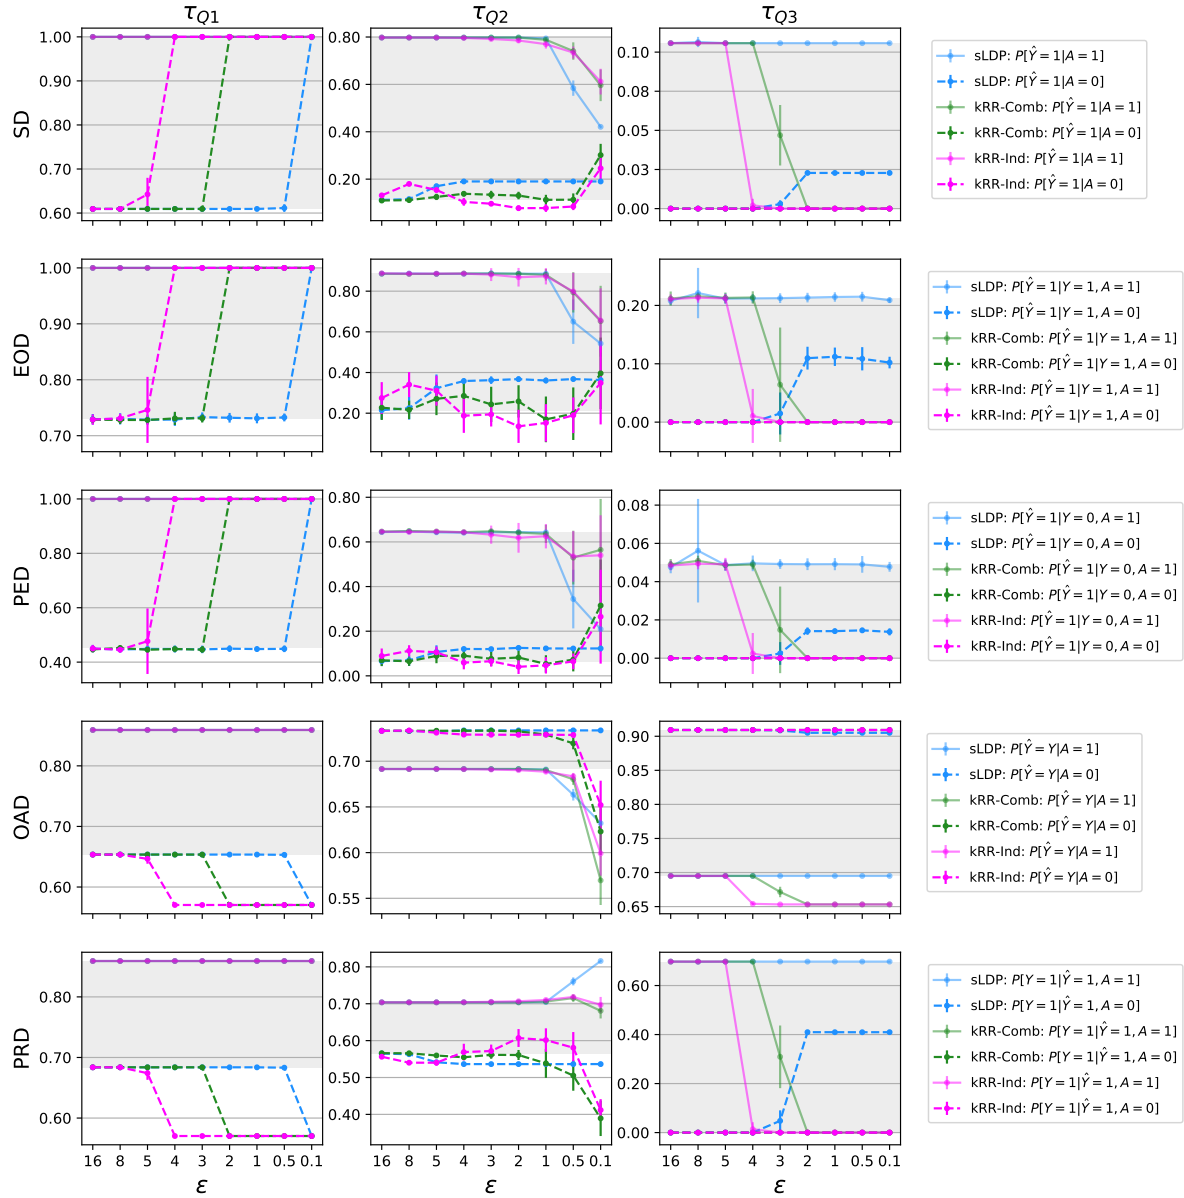 τ_Q1 τ_Q2 τ_Q3
SD
1.00
0.90
0.80
0.70
0.60
0.80
0.60
0.40
0.20
0.10
0.08
0.05
0.03
0.00
sLDP: P[Ŷ = 1|A = 1]
sLDP: P[Ŷ = 1|A = 0]
kRR-Comb: P[Ŷ = 1|A = 1]
kRR-Comb: P[Ŷ = 1|A = 0]
kRR-Ind: P[Ŷ = 1|A = 1]
kRR-Ind: P[Ŷ = 1|A = 0]
EOD
1.00
0.90
0.80
0.70
0.80
0.60
0.40
0.20
0.20
0.10
0.00
sLDP: P[Ŷ = 1|Y = 1, A = 1]
sLDP: P[Ŷ = 1|Y = 1, A = 0]
kRR-Comb: P[Ŷ = 1|Y = 1, A = 1]
kRR-Comb: P[Ŷ = 1|Y = 1, A = 0]
kRR-Ind: P[Ŷ = 1|Y = 1, A = 1]
kRR-Ind: P[Ŷ = 1|Y = 1, A = 0]
PED
1.00
0.80
0.60
0.40
0.80
0.60
0.40
0.20
0.00
0.08
0.06
0.04
0.02
0.00
sLDP: P[Ŷ = 1|Y = 0, A = 1]
sLDP: P[Ŷ = 1|Y = 0, A = 0]
kRR-Comb: P[Ŷ = 1|Y = 0, A = 1]
kRR-Comb: P[Ŷ = 1|Y = 0, A = 0]
kRR-Ind: P[Ŷ = 1|Y = 0, A = 1]
kRR-Ind: P[Ŷ = 1|Y = 0, A = 0]
OAD
0.80
0.70
0.60
0.70
0.65
0.60
0.55
0.90
0.85
0.80
0.75
0.70
0.65
sLDP: P[Ŷ = Y|A = 1]
sLDP: P[Ŷ = Y|A = 0]
kRR-Comb: P[Ŷ = Y|A = 1]
kRR-Comb: P[Ŷ = Y|A = 0]
kRR-Ind: P[Ŷ = Y|A = 1]
kRR-Ind: P[Ŷ = Y|A = 0]
PRD
0.80
0.70
0.60
0.80
0.70
0.60
0.50
0.40
0.60
0.40
0.20
0.00
sLDP: P[Y = 1|Ŷ = 1, A = 1]
sLDP: P[Y = 1|Ŷ = 1, A = 0]
kRR-Comb: P[Y = 1|Ŷ = 1, A = 1]
kRR-Comb: P[Y = 1|Ŷ = 1, A = 0]
kRR-Ind: P[Y = 1|Ŷ = 1, A = 1]
kRR-Ind: P[Y = 1|Ŷ = 1, A = 0]
16 8 5 4 3 2 1 0.5 0.1
16 8 5 4 3 2 1 0.5 0.1
16 8 5 4 3 2 1 0.5 0.1
ε ε ε